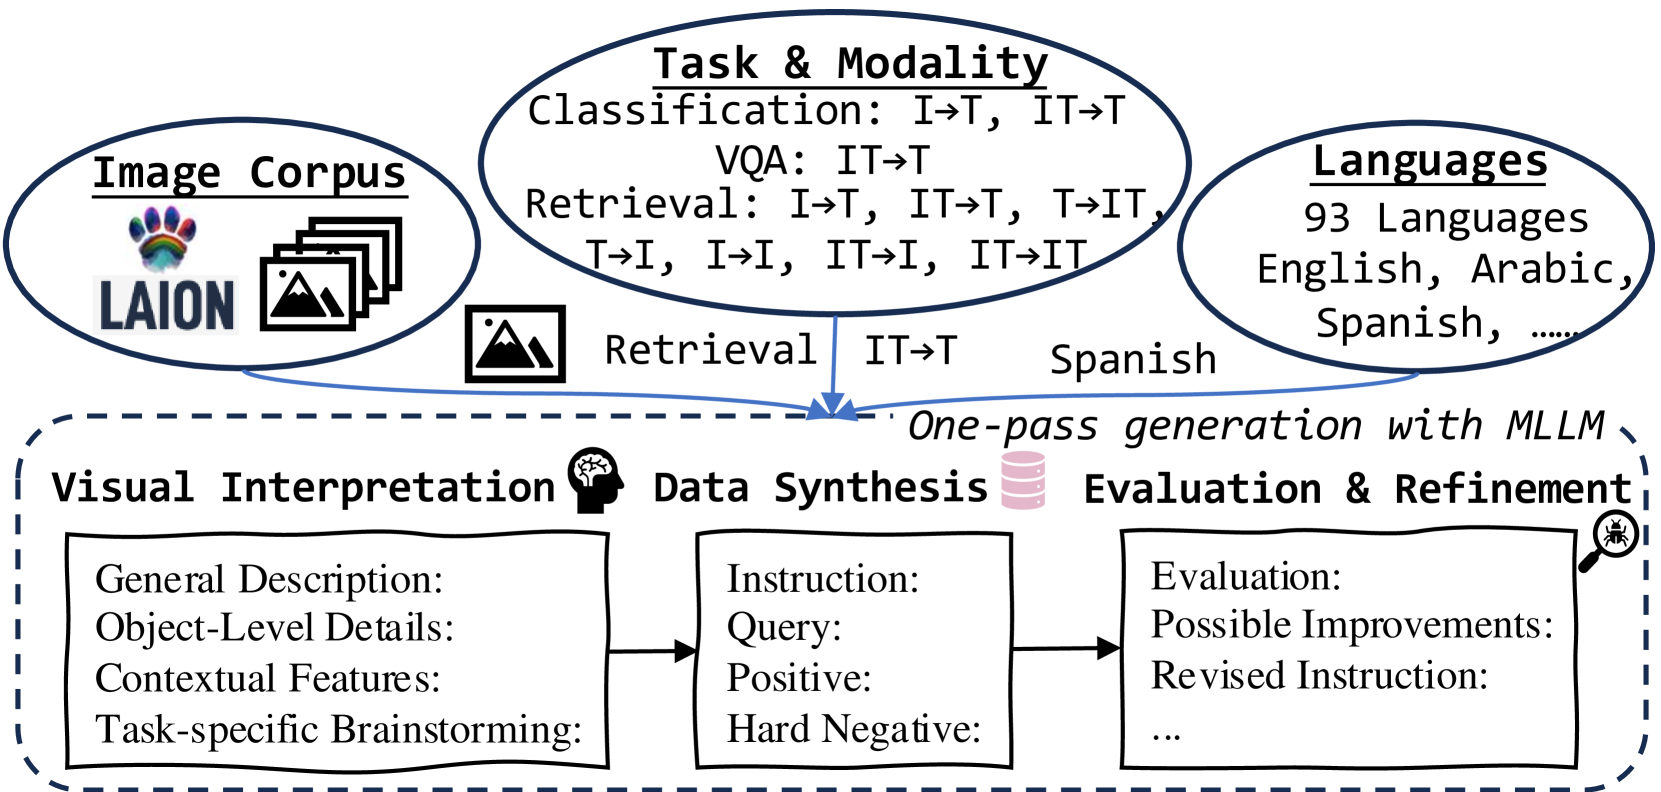 Task & Modality
Classification: I→T, IT→T
VQA: IT→T
Retrieval: I→T, IT→T, T→IT,
T→I, I→I, IT→I, IT→IT
Image Corpus
LAION
Languages
93 Languages
English, Arabic,
Spanish, ……
Retrieval IT→T
Spanish
One-pass generation with MLLM
Visual Interpretation
General Description:
Object-Level Details:
Contextual Features:
Task-specific Brainstorming:
Data Synthesis
Instruction:
Query:
Positive:
Hard Negative:
Evaluation & Refinement
Evaluation:
Possible Improvements:
Revised Instruction:
...